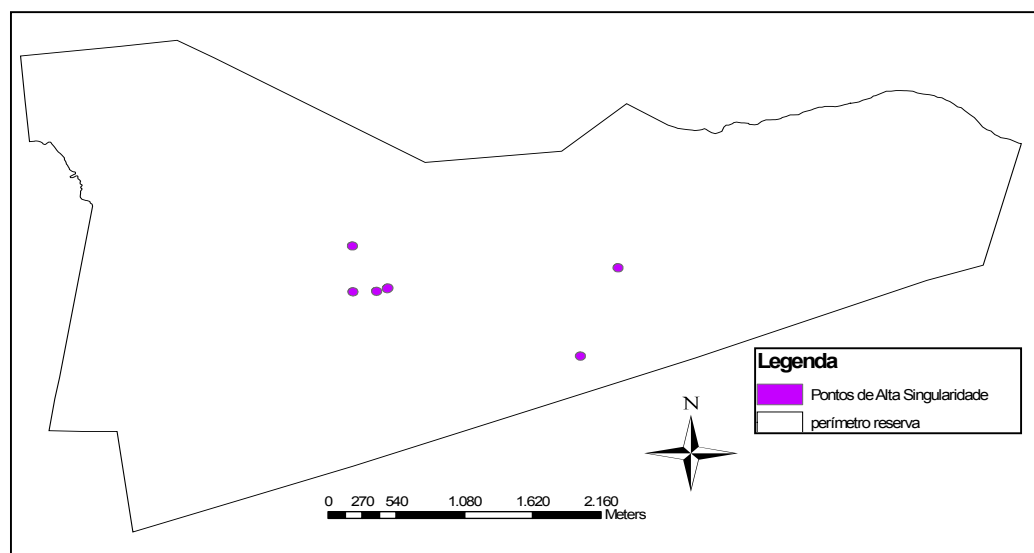 Legenda
Pontos de Alta Singularidade
perímetro reserva
N
0 270 540 1.080 1.620 2.160
Meters